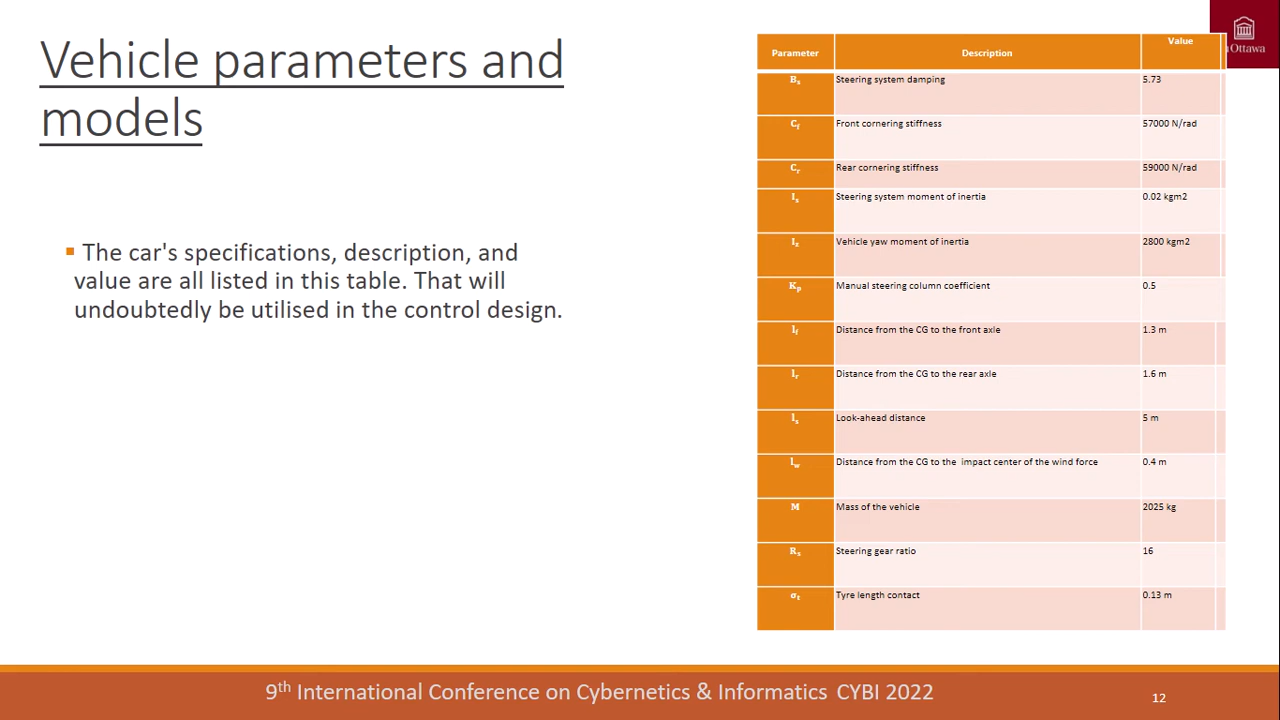 Vehicle parameters and
models
uOttawa
▪ The car's specifications, description, and
value are all listed in this table. That will
undoubtedly be utilised in the control design.
Parameter Description Value
Bs Steering system damping 5.73
Cf Front cornering stiffness 57000 N/rad
Cr Rear cornering stiffness 59000 N/rad
Is Steering system moment of inertia 0.02 kgm2
Iz Vehicle yaw moment of inertia 2800 kgm2
Kp Manual steering column coefficient 0.5
lf Distance from the CG to the front axle 1.3 m
lr Distance from the CG to the rear axle 1.6 m
ls Look-ahead distance 5 m
lw Distance from the CG to the impact center of the wind force 0.4 m
M Mass of the vehicle 2025 kg
Rs Steering gear ratio 16
σt Tyre length contact 0.13 m
9th International Conference on Cybernetics & Informatics CYBI 2022
12